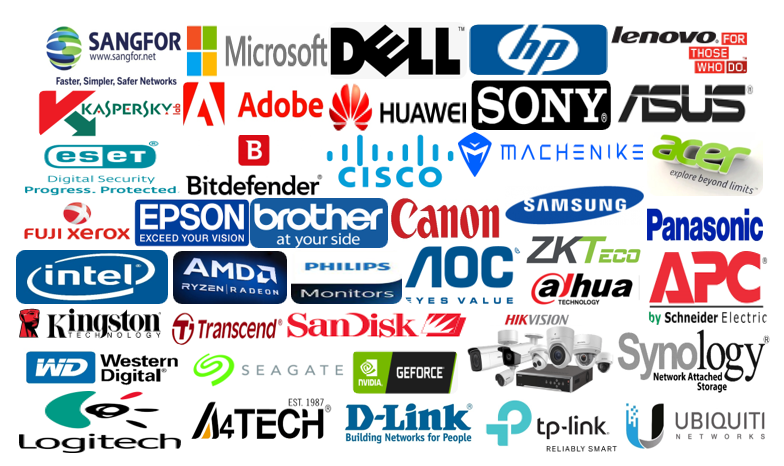 SANGFOR
www.sangfor.net
Faster, Simpler, Safer Networks
Microsoft
DELL™
hp
lenovo. FOR
THOSE
WHO DO.
KASPERSKY lab
Adobe
HUAWEI
SONY®
ASUS®
eseT®
Digital Security
Progress. Protected.
B
Bitdefender®
CISCO
MACHENIKE
acer
explore beyond limits™
FUJI XEROX
EPSON
EXCEED YOUR VISION
brother
at your side
Canon
SAMSUNG
Panasonic
intel®
AMD
RYZEN | RADEON
PHILIPS
Monitors
AOC®
EYES VALUE
ZKTeco
alhua
TECHNOLOGY
APC®
by Schneider Electric
Kingston®
TECHNOLOGY
Transcend®
SanDisk
HIKVISION
Synology®
Network Attached
Storage
WD Western
Digital®
SEAGATE
NVIDIA. GEFORCE
Logitech
EST. 1987
A4TECH®
D-Link®
Building Networks for People
tp-link
RELIABLY SMART
UBIQUITI
NETWORKS